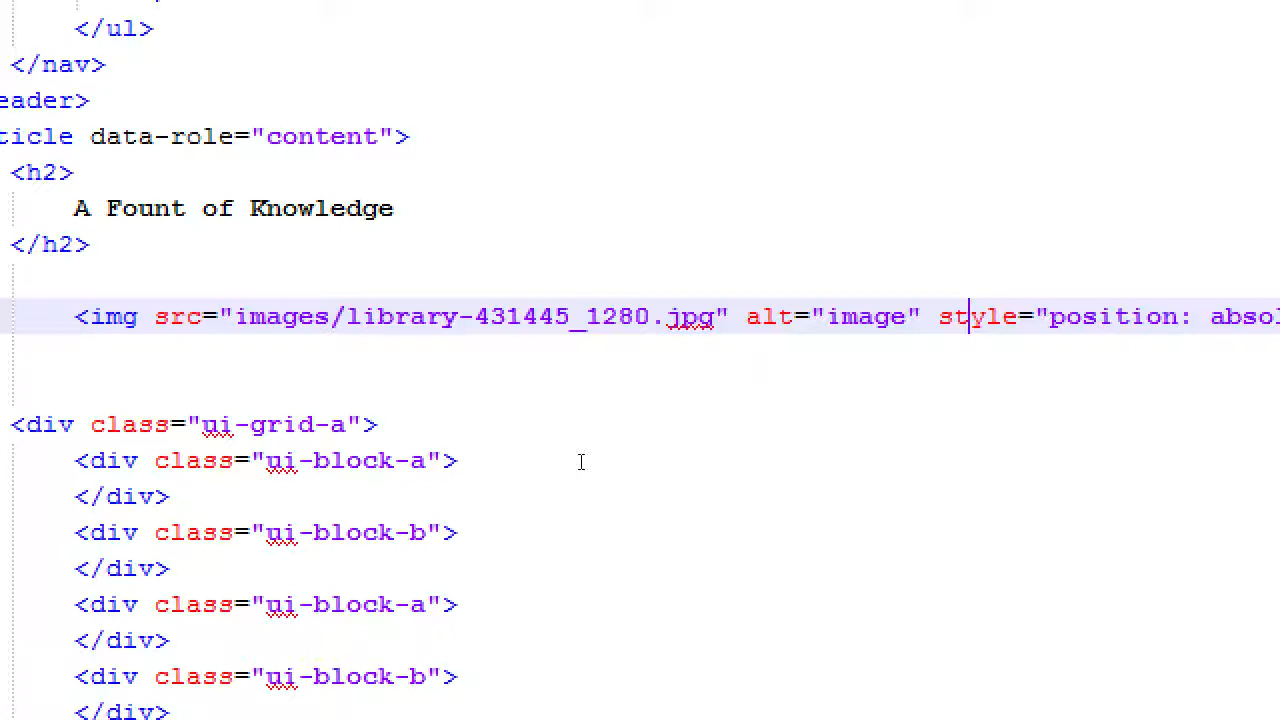 </ul>
</nav>
eader>
ticle data-role="content">
<h2>
A Fount of Knowledge
</h2>
<img src="images/library-431445_1280.jpg" alt="image" style="position: absol
<div class="ui-grid-a">
<div class="ui-block-a">
</div>
<div class="ui-block-b">
</div>
<div class="ui-block-a">
</div>
<div class="ui-block-b">
</div>